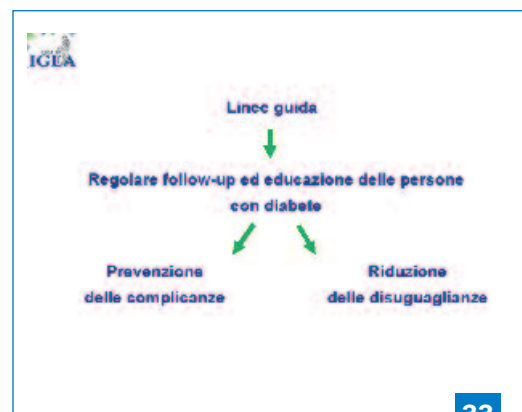 IGEA
Linee guida
Regolare follow-up ed educazione delle persone
con diabete
Prevenzione
delle complicanze
Riduzione
delle disuguaglianze